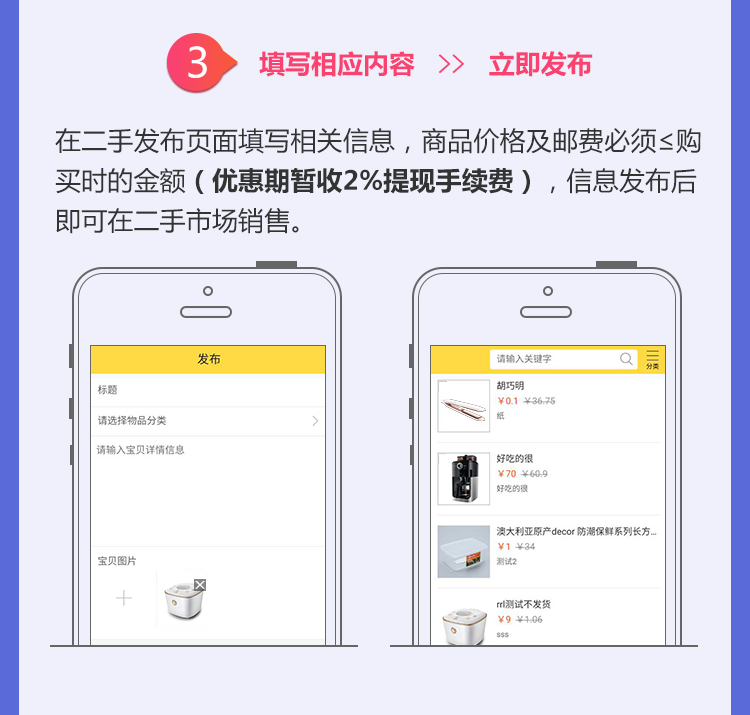 3 填写相应内容 >> 立即发布
在二手发布页面填写相关信息，商品价格及邮费必须≤购
买时的金额（优惠期暂收2%提现手续费），信息发布后
即可在二手市场销售。
发布
标题
请选择物品分类
请输入宝贝详情信息
宝贝图片
请输入关键字
分类
胡巧明
￥0.1 ￥36.75
纸
好吃的很
￥70 ￥60.9
好吃的很
澳大利亚原产decor 防潮保鲜系列长方...
￥1 ￥34
测试2
rrl测试不发货
￥9 ￥1.06
sss